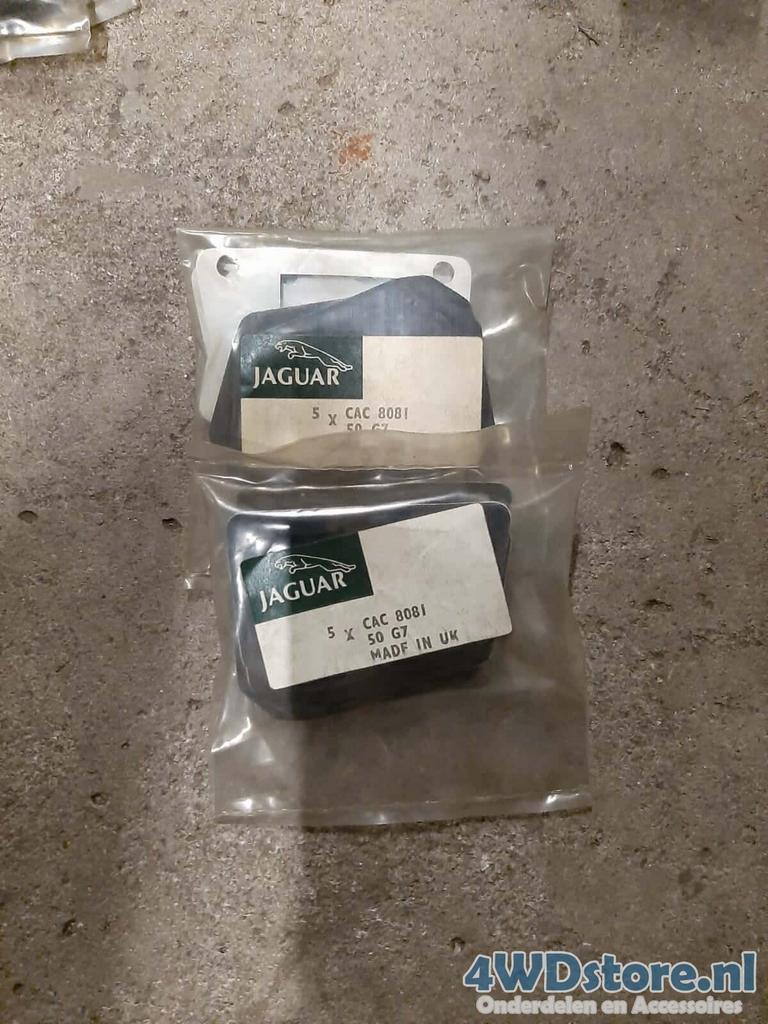 JAGUAR
5 x CAC 8081
50 G7
JAGUAR
5 x CAC 8081
50 G7
MADE IN UK
4WDstore.nl
Onderdelen en Accessoires